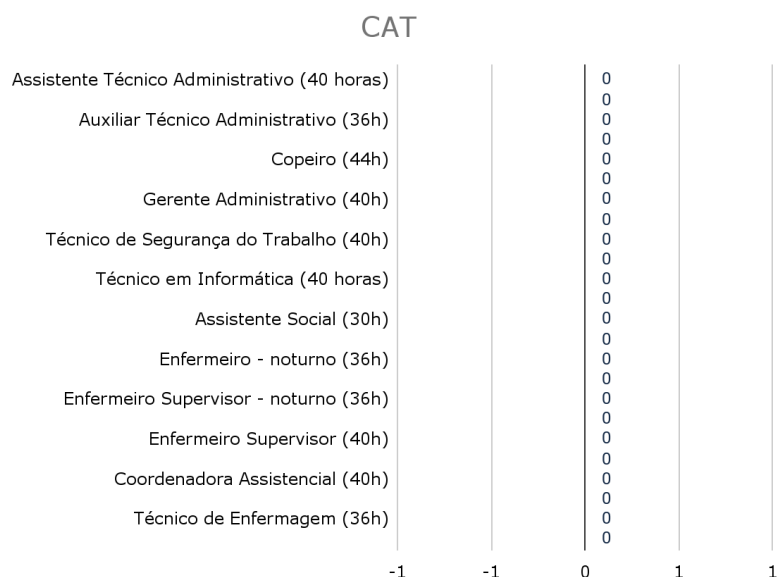 CAT
Assistente Técnico Administrativo (40 horas) 0
0
Auxiliar Técnico Administrativo (36h) 0
0
Copeiro (44h) 0
0
Gerente Administrativo (40h) 0
0
Técnico de Segurança do Trabalho (40h) 0
0
Técnico em Informática (40 horas) 0
0
Assistente Social (30h) 0
0
Enfermeiro - noturno (36h) 0
0
Enfermeiro Supervisor - noturno (36h) 0
0
Enfermeiro Supervisor (40h) 0
0
Coordenadora Assistencial (40h) 0
0
Técnico de Enfermagem (36h) 0
0
-1 -1 0 1 1